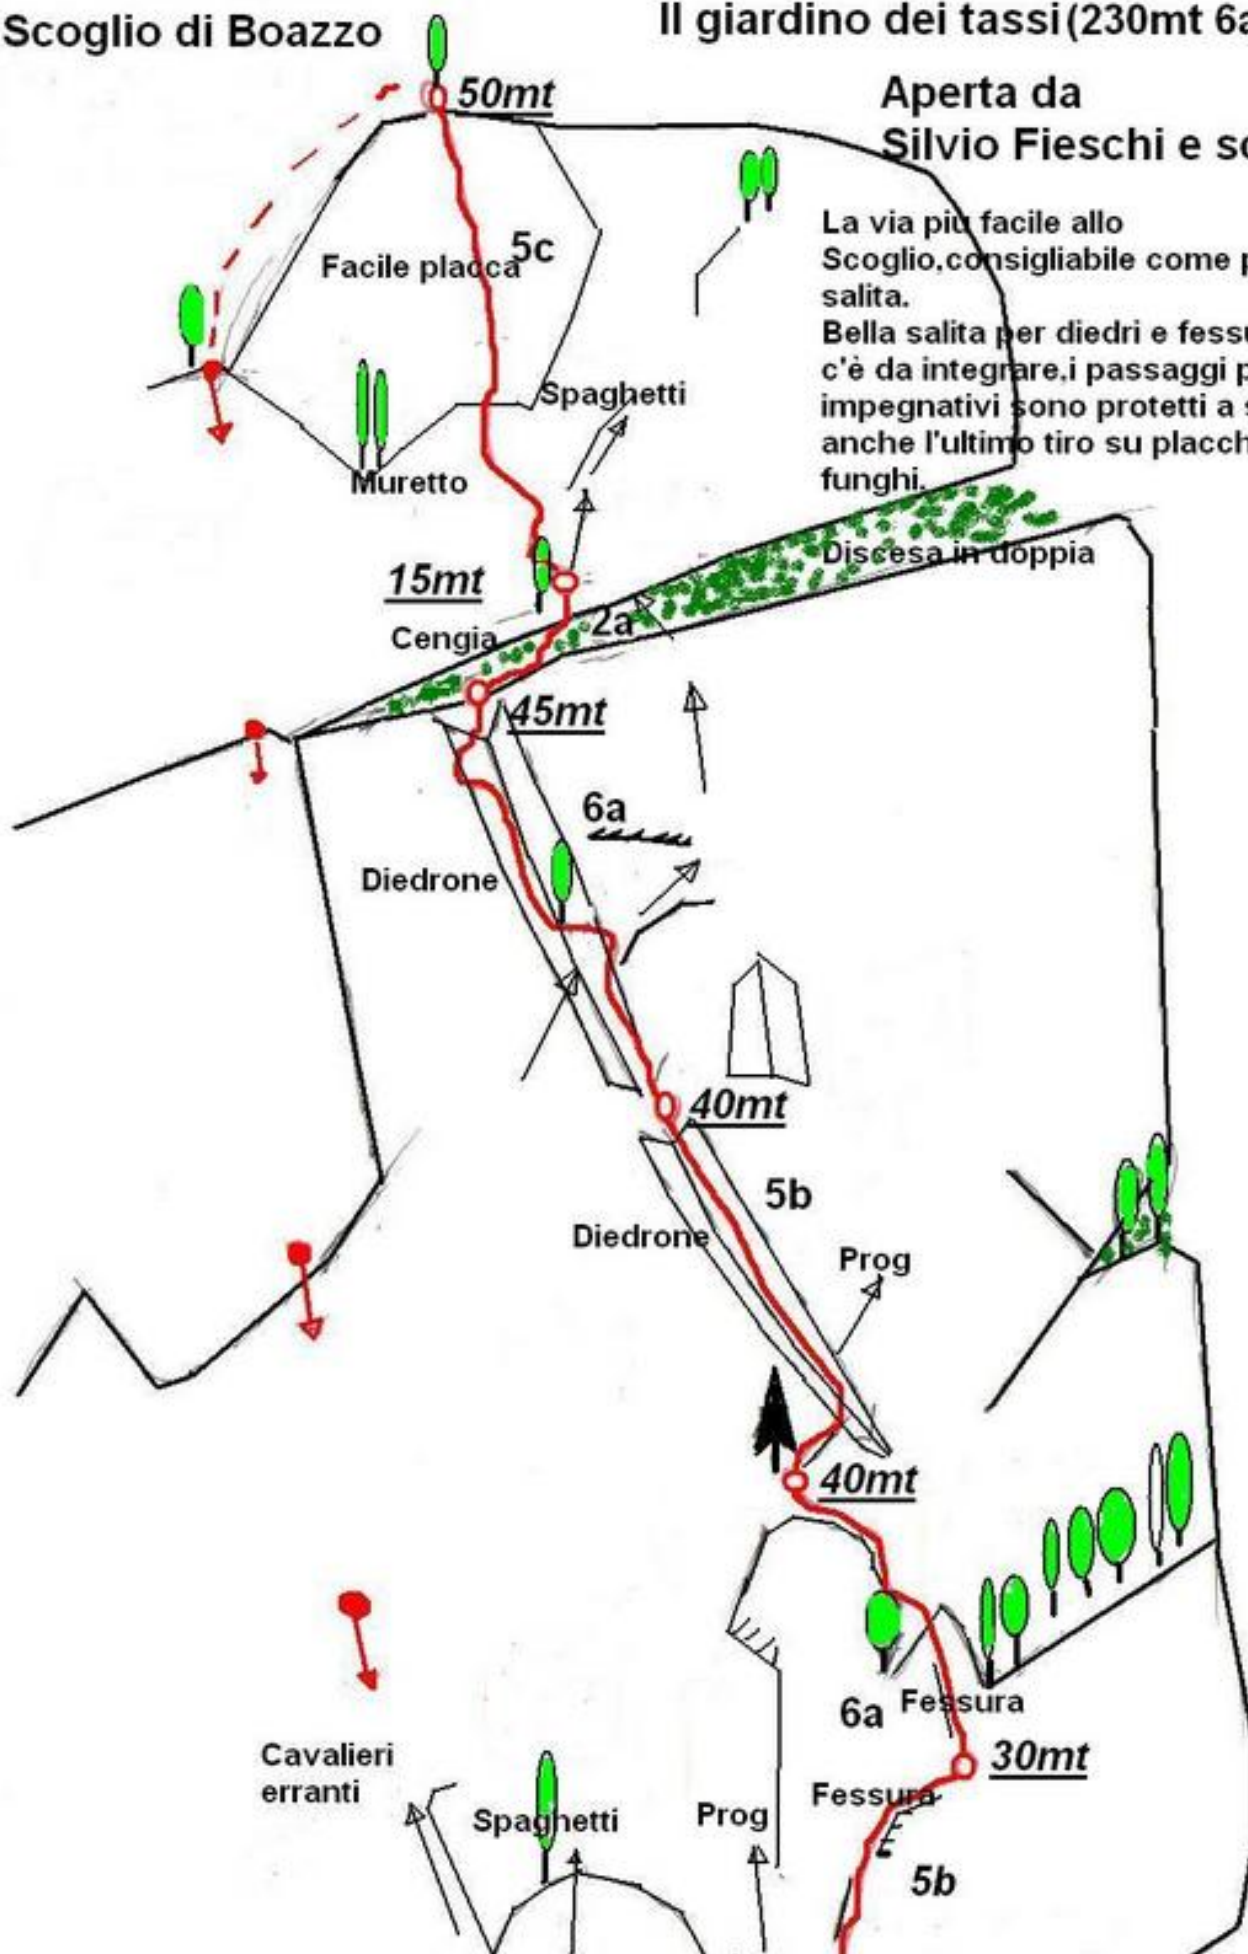 Scoglio di Boazzo
Il giardino dei tassi (230mt 6a
Aperta da
Silvio Fieschi e so
La via più facile allo
Scoglio,consigliabile come p
salita.
Bella salita per diedri e fessu
c'è da integrare,i passaggi p
impegnativi sono protetti a s
anche l'ultimo tiro su placch
funghi.
50mt
5c
Facile placca
Spaghetti
Muretto
Discesa in doppia
15mt
2a
Cengia
45mt
6a
Diedrone
40mt
5b
Diedrone
Prog
40mt
Fessura
6a
30mt
Cavalieri
erranti
Fessura
Spaghetti
Prog
5b